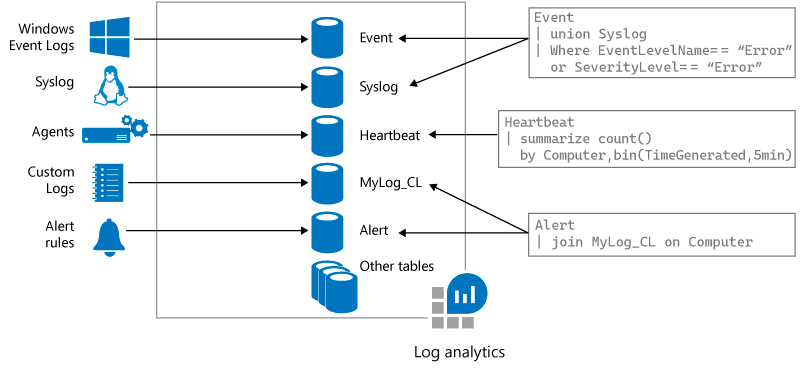 Windows
Event Logs
Syslog
Agents
Custom
Logs
Alert
rules
Event
Syslog
Heartbeat
MyLog_CL
Alert
Other tables
Log analytics
Event
| union Syslog
| Where EventLevelName== “Error”
or SeverityLevel== “Error”
Heartbeat
| summarize count()
by Computer,bin(TimeGenerated,5min)
Alert
| join MyLog_CL on Computer